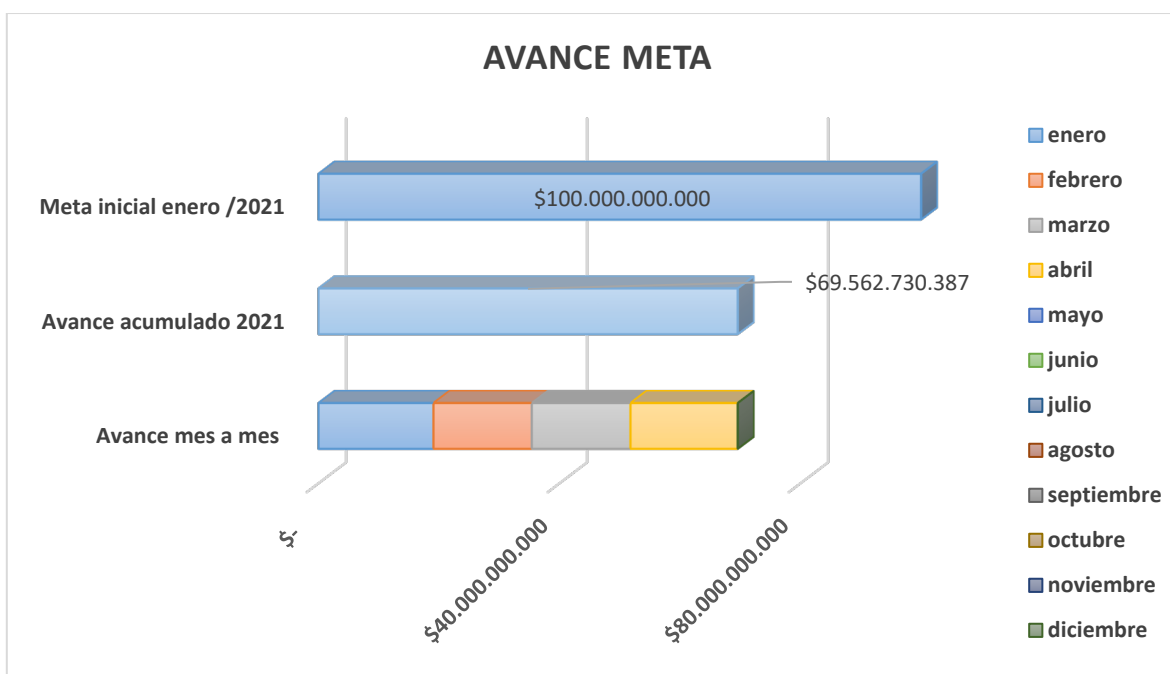 AVANCE META
Meta inicial enero /2021
$100.000.000.000
Avance acumulado 2021
$69.562.730.387
Avance mes a mes
$-
$40.000.000.000
$80.000.000.000
enero
febrero
marzo
abril
mayo
junio
julio
agosto
septiembre
octubre
noviembre
diciembre